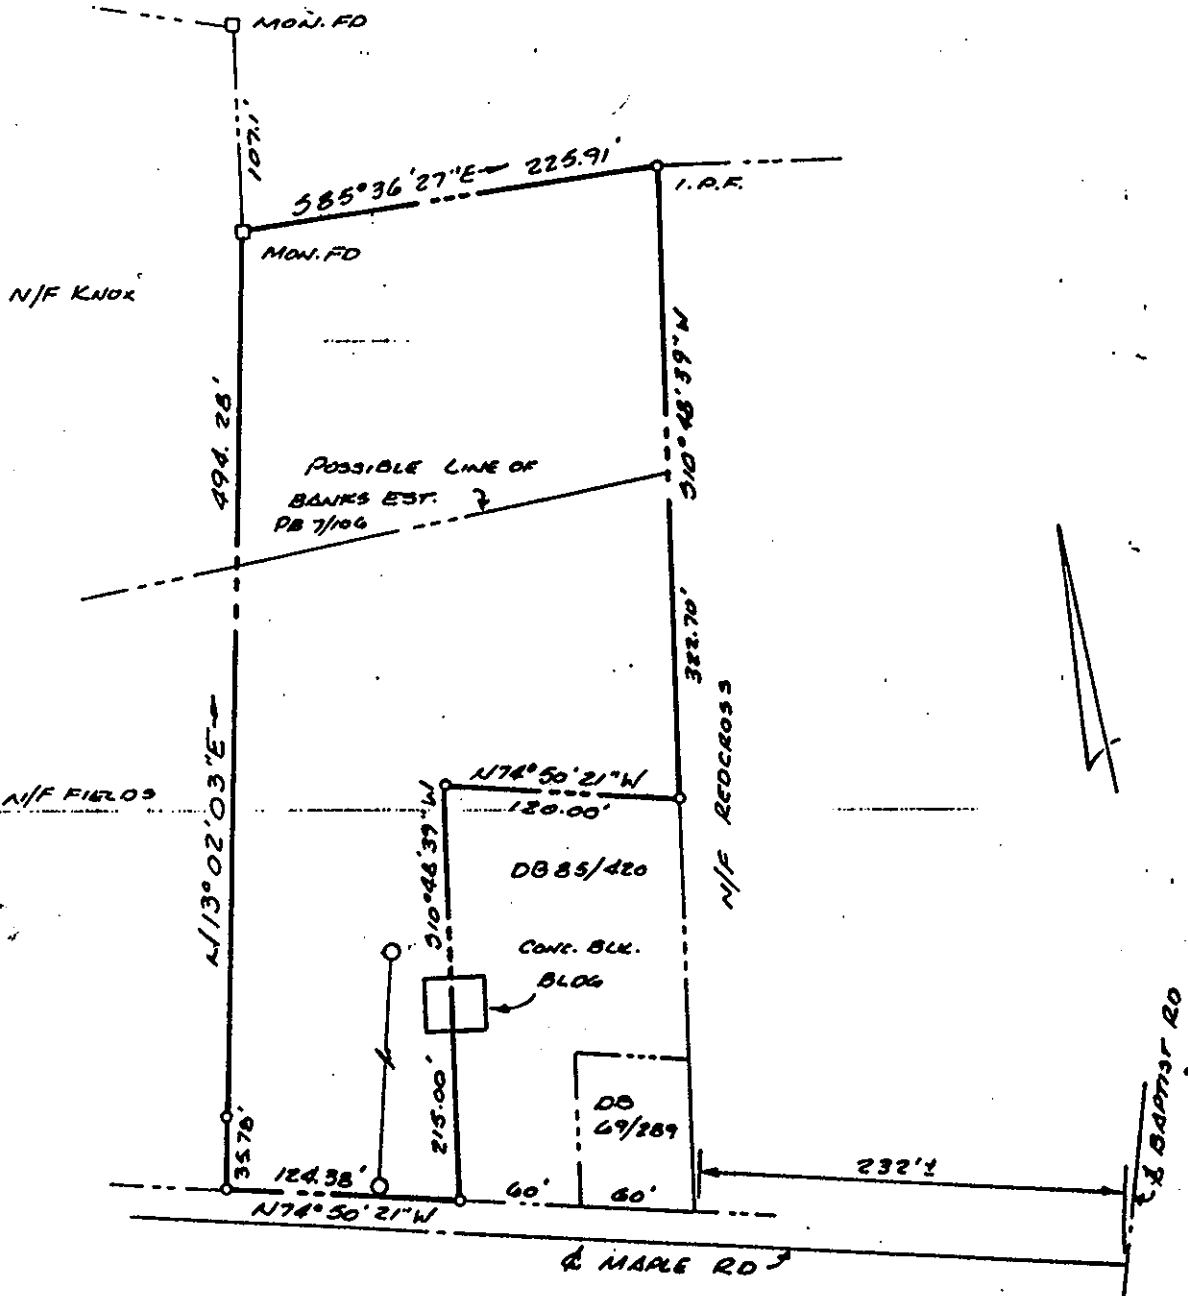 MON. FD
107.1'
S85°36'27"E 225.91'
I.P.F.
MON. FD
N/F KNOX
494.28'
S10°48'39"W
POSSIBLE LINE OF
BANKS EST.
PB 7/106
322.70'
N/F REDCROSS
N74°50'21"W
120.00'
N/F FIELDS
N13°02'03"E
S10°48'39"W
DB 85/420
CONC. BLK.
BLDG
215.00'
DB
69/289
35.78'
124.38'
N74°50'21"W
60'
60'
232'±
℄ BAPTIST RD
℄ MAPLE RD